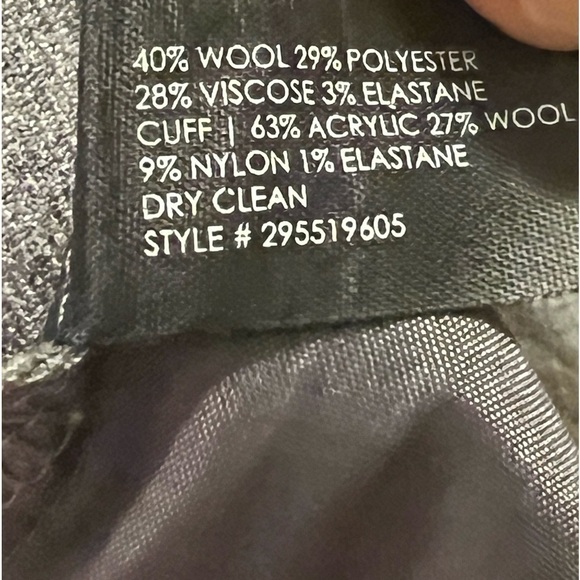 40% WOOL 29% POLYESTER
28% VISCOSE 3% ELASTANE
CUFF | 63% ACRYLIC 27% WOOL
9% NYLON 1% ELASTANE
DRY CLEAN
STYLE # 295519605